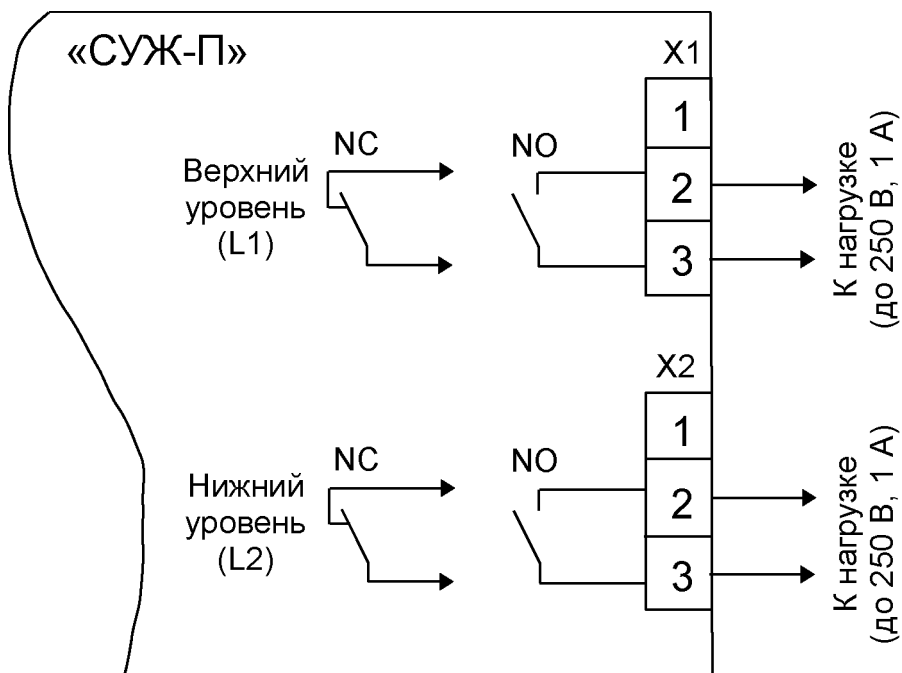 «СУЖ-П»
X1
1
2
3
NC
NO
Верхний
уровень
(L1)
К нагрузке
(до 250 В, 1 А)
X2
1
2
3
NC
NO
Нижний
уровень
(L2)
К нагрузке
(до 250 В, 1 А)